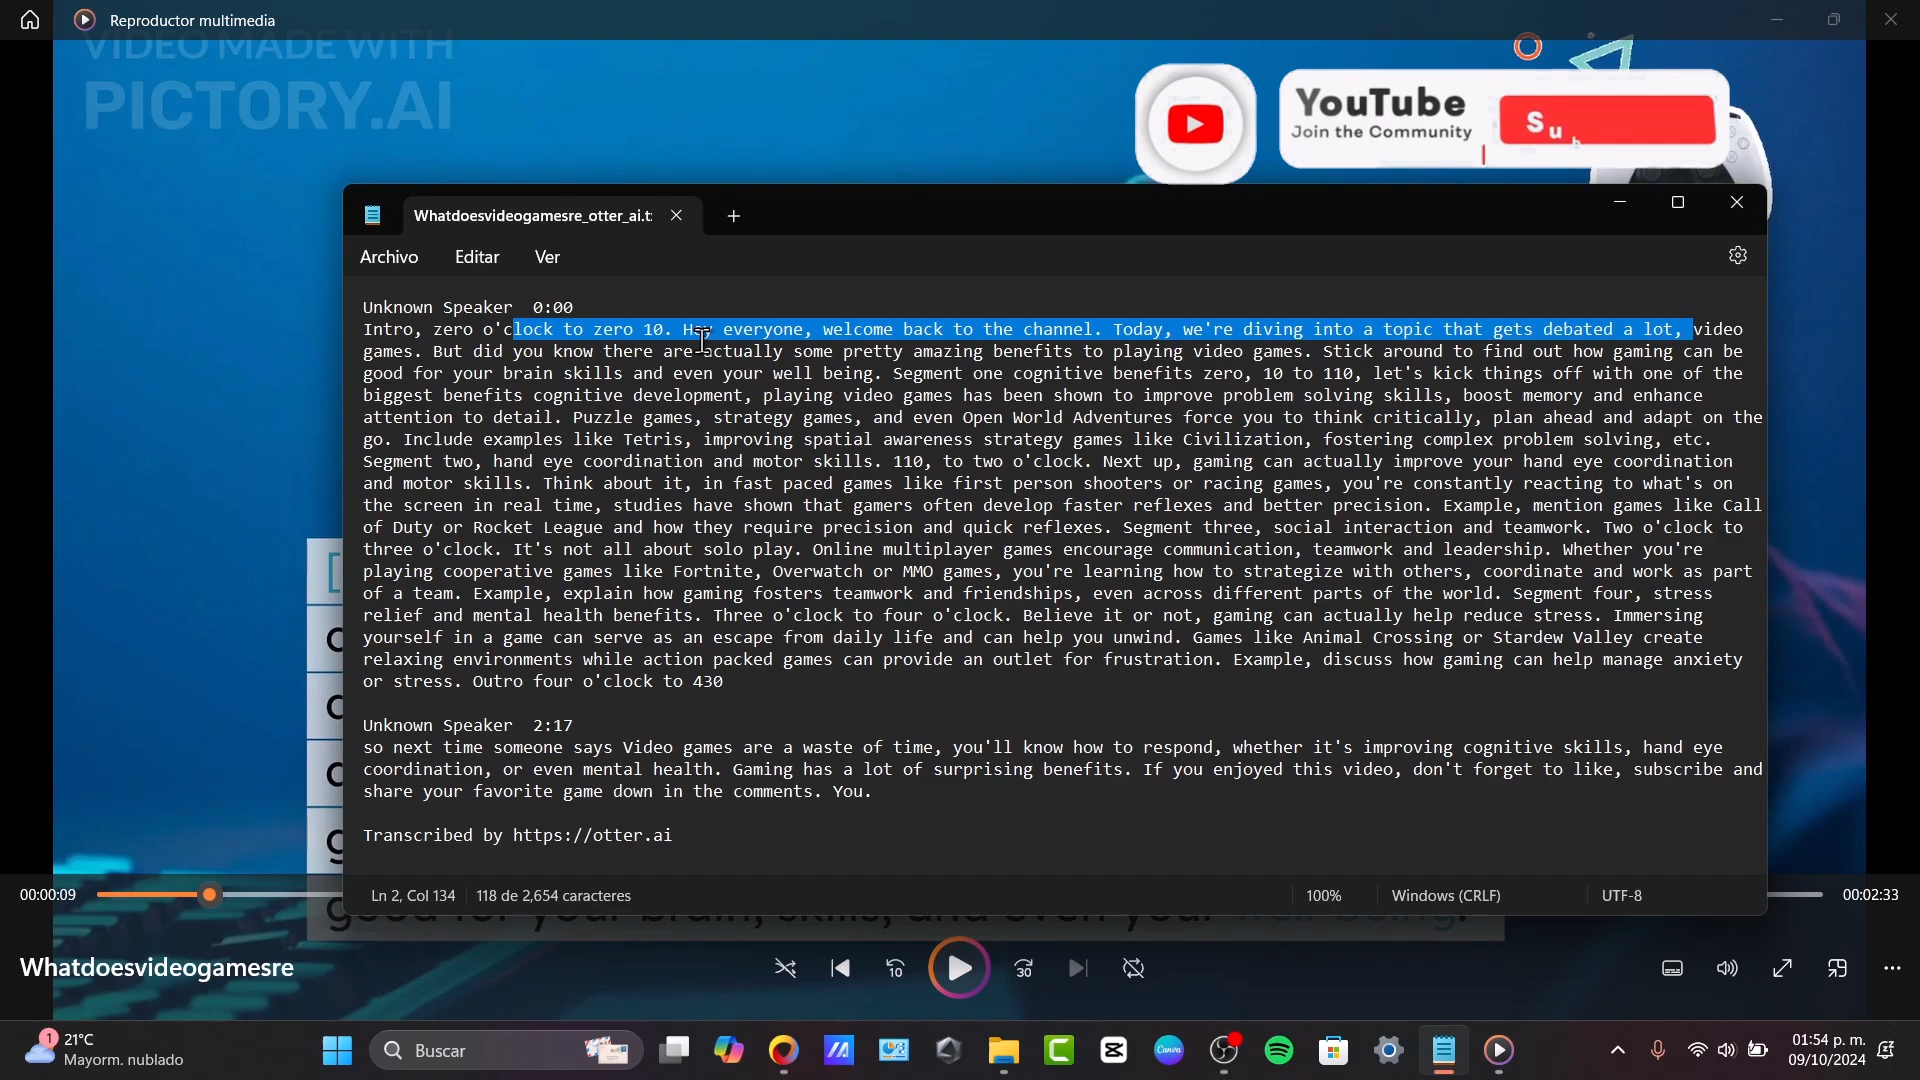 Reproductor multimedia
VIDEO MADE WITH
PICTORY.AI
YouTube
Join the Community
Sub
Whatdoesvideogamesre_otter_ai.t
Archivo Editar Ver
Unknown Speaker 0:00
Intro, zero o'clock to zero 10. Hey everyone, welcome back to the channel. Today, we're diving into a topic that gets debated a lot, video
games. But did you know there are actually some pretty amazing benefits to playing video games. Stick around to find out how gaming can be
good for your brain skills and even your well being. Segment one cognitive benefits zero, 10 to 110, let's kick things off with one of the
biggest benefits cognitive development, playing video games has been shown to improve problem solving skills, boost memory and enhance
attention to detail. Puzzle games, strategy games, and even Open World Adventures force you to think critically, plan ahead and adapt on the
go. Include examples like Tetris, improving spatial awareness strategy games like Civilization, fostering complex problem solving, etc.
Segment two, hand eye coordination and motor skills. 110, to two o'clock. Next up, gaming can actually improve your hand eye coordination
and motor skills. Think about it, in fast paced games like first person shooters or racing games, you're constantly reacting to what's on
the screen in real time, studies have shown that gamers often develop faster reflexes and better precision. Example, mention games like Call
of Duty or Rocket League and how they require precision and quick reflexes. Segment three, social interaction and teamwork. Two o'clock to
three o'clock. It's not all about solo play. Online multiplayer games encourage communication, teamwork and leadership. Whether you're
playing cooperative games like Fortnite, Overwatch or MMO games, you're learning how to strategize with others, coordinate and work as part
of a team. Example, explain how gaming fosters teamwork and friendships, even across different parts of the world. Segment four, stress
relief and mental health benefits. Three o'clock to four o'clock. Believe it or not, gaming can actually help reduce stress. Immersing
yourself in a game can serve as an escape from daily life and can help you unwind. Games like Animal Crossing or Stardew Valley create
relaxing environments while action packed games can provide an outlet for frustration. Example, discuss how gaming can help manage anxiety
or stress. Outro four o'clock to 430
Unknown Speaker 2:17
so next time someone says Video games are a waste of time, you'll know how to respond, whether it's improving cognitive skills, hand eye
coordination, or even mental health. Gaming has a lot of surprising benefits. If you enjoyed this video, don't forget to like, subscribe and
share your favorite game down in the comments. You.
Transcribed by https://otter.ai
00:00:09
Ln 2, Col 134 118 de 2,654 caracteres 100% Windows (CRLF) UTF-8
00:02:33
good for your brain, skills, and even your well-being.
Whatdoesvideogamesre
10
30
1
21°C
Mayorm. nublado
Buscar
Canva
01:54 p. m.
09/10/2024